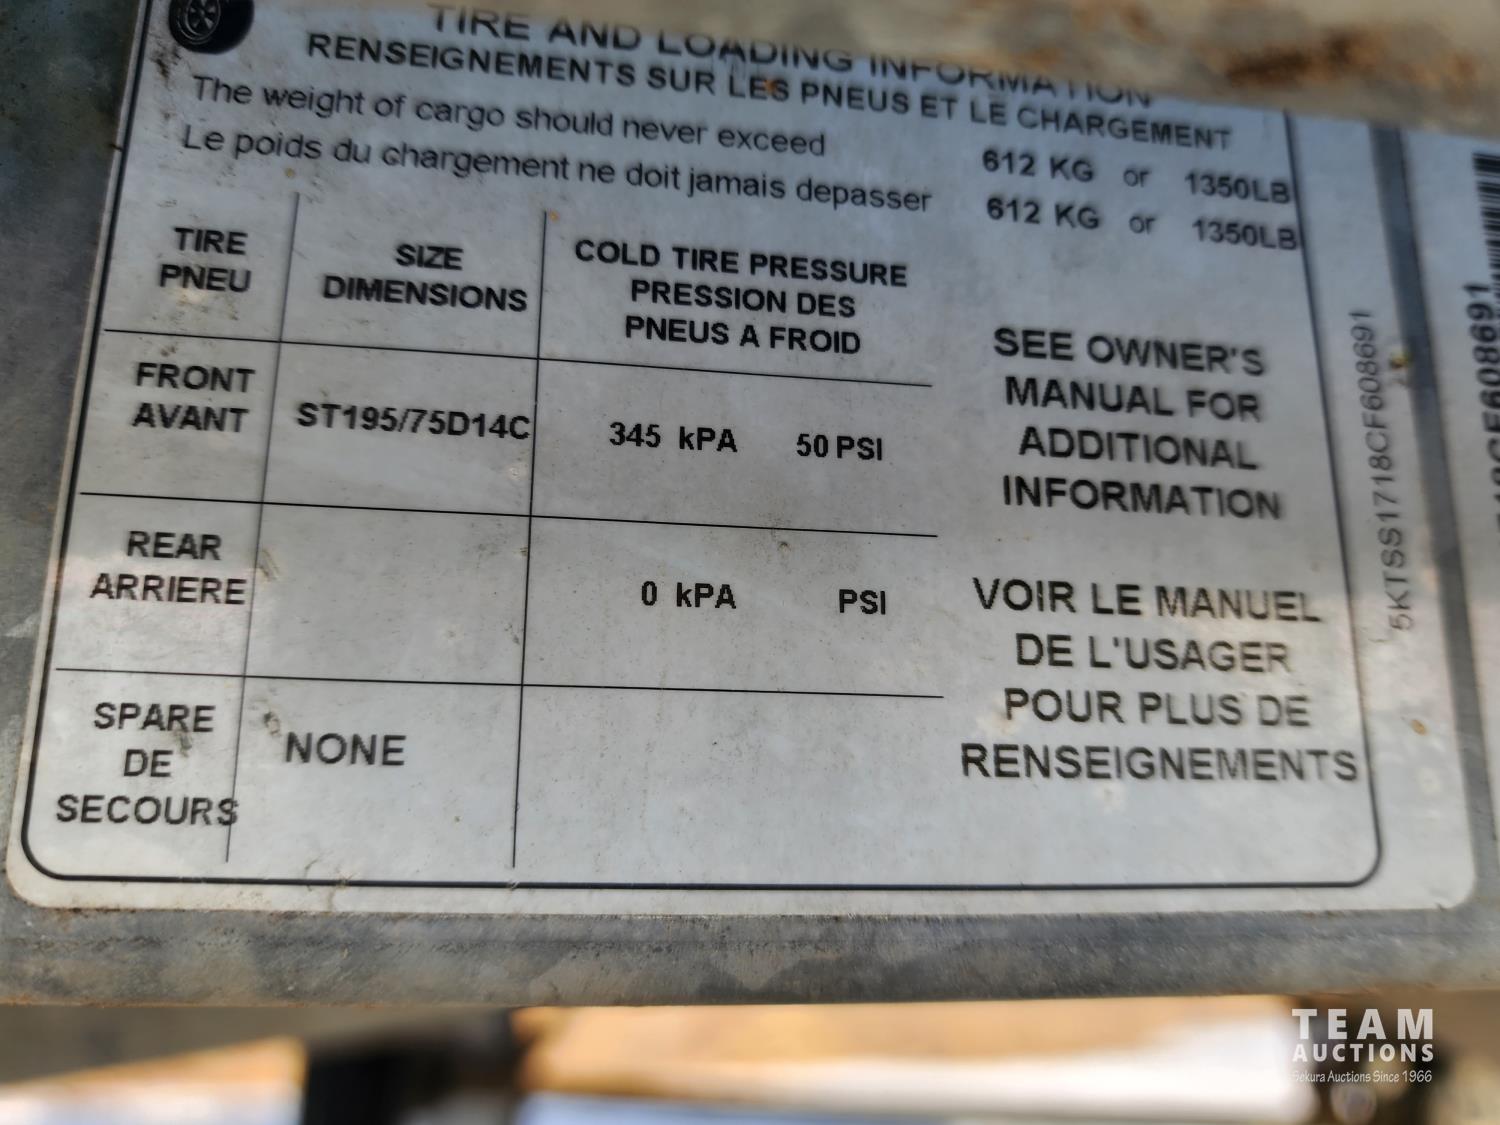 TIRE AND LOADING INFORMATION
RENSEIGNEMENTS SUR LES PNEUS ET LE CHARGEMENT
The weight of cargo should never exceed 612 KG or 1350LB
Le poids du chargement ne doit jamais depasser 612 KG or 1350LB
TIRE
PNEU
SIZE
DIMENSIONS
COLD TIRE PRESSURE
PRESSION DES
PNEUS A FROID
FRONT
AVANT
ST195/75D14C
345 kPA 50 PSI
REAR
ARRIERE
0 kPA PSI
SPARE
DE
SECOURS
NONE
SEE OWNER'S
MANUAL FOR
ADDITIONAL
INFORMATION
VOIR LE MANUEL
DE L'USAGER
POUR PLUS DE
RENSEIGNEMENTS
5KTSS1718CF608691
18CF608691
TEAM
AUCTIONS
Sekura Auctions Since 1966